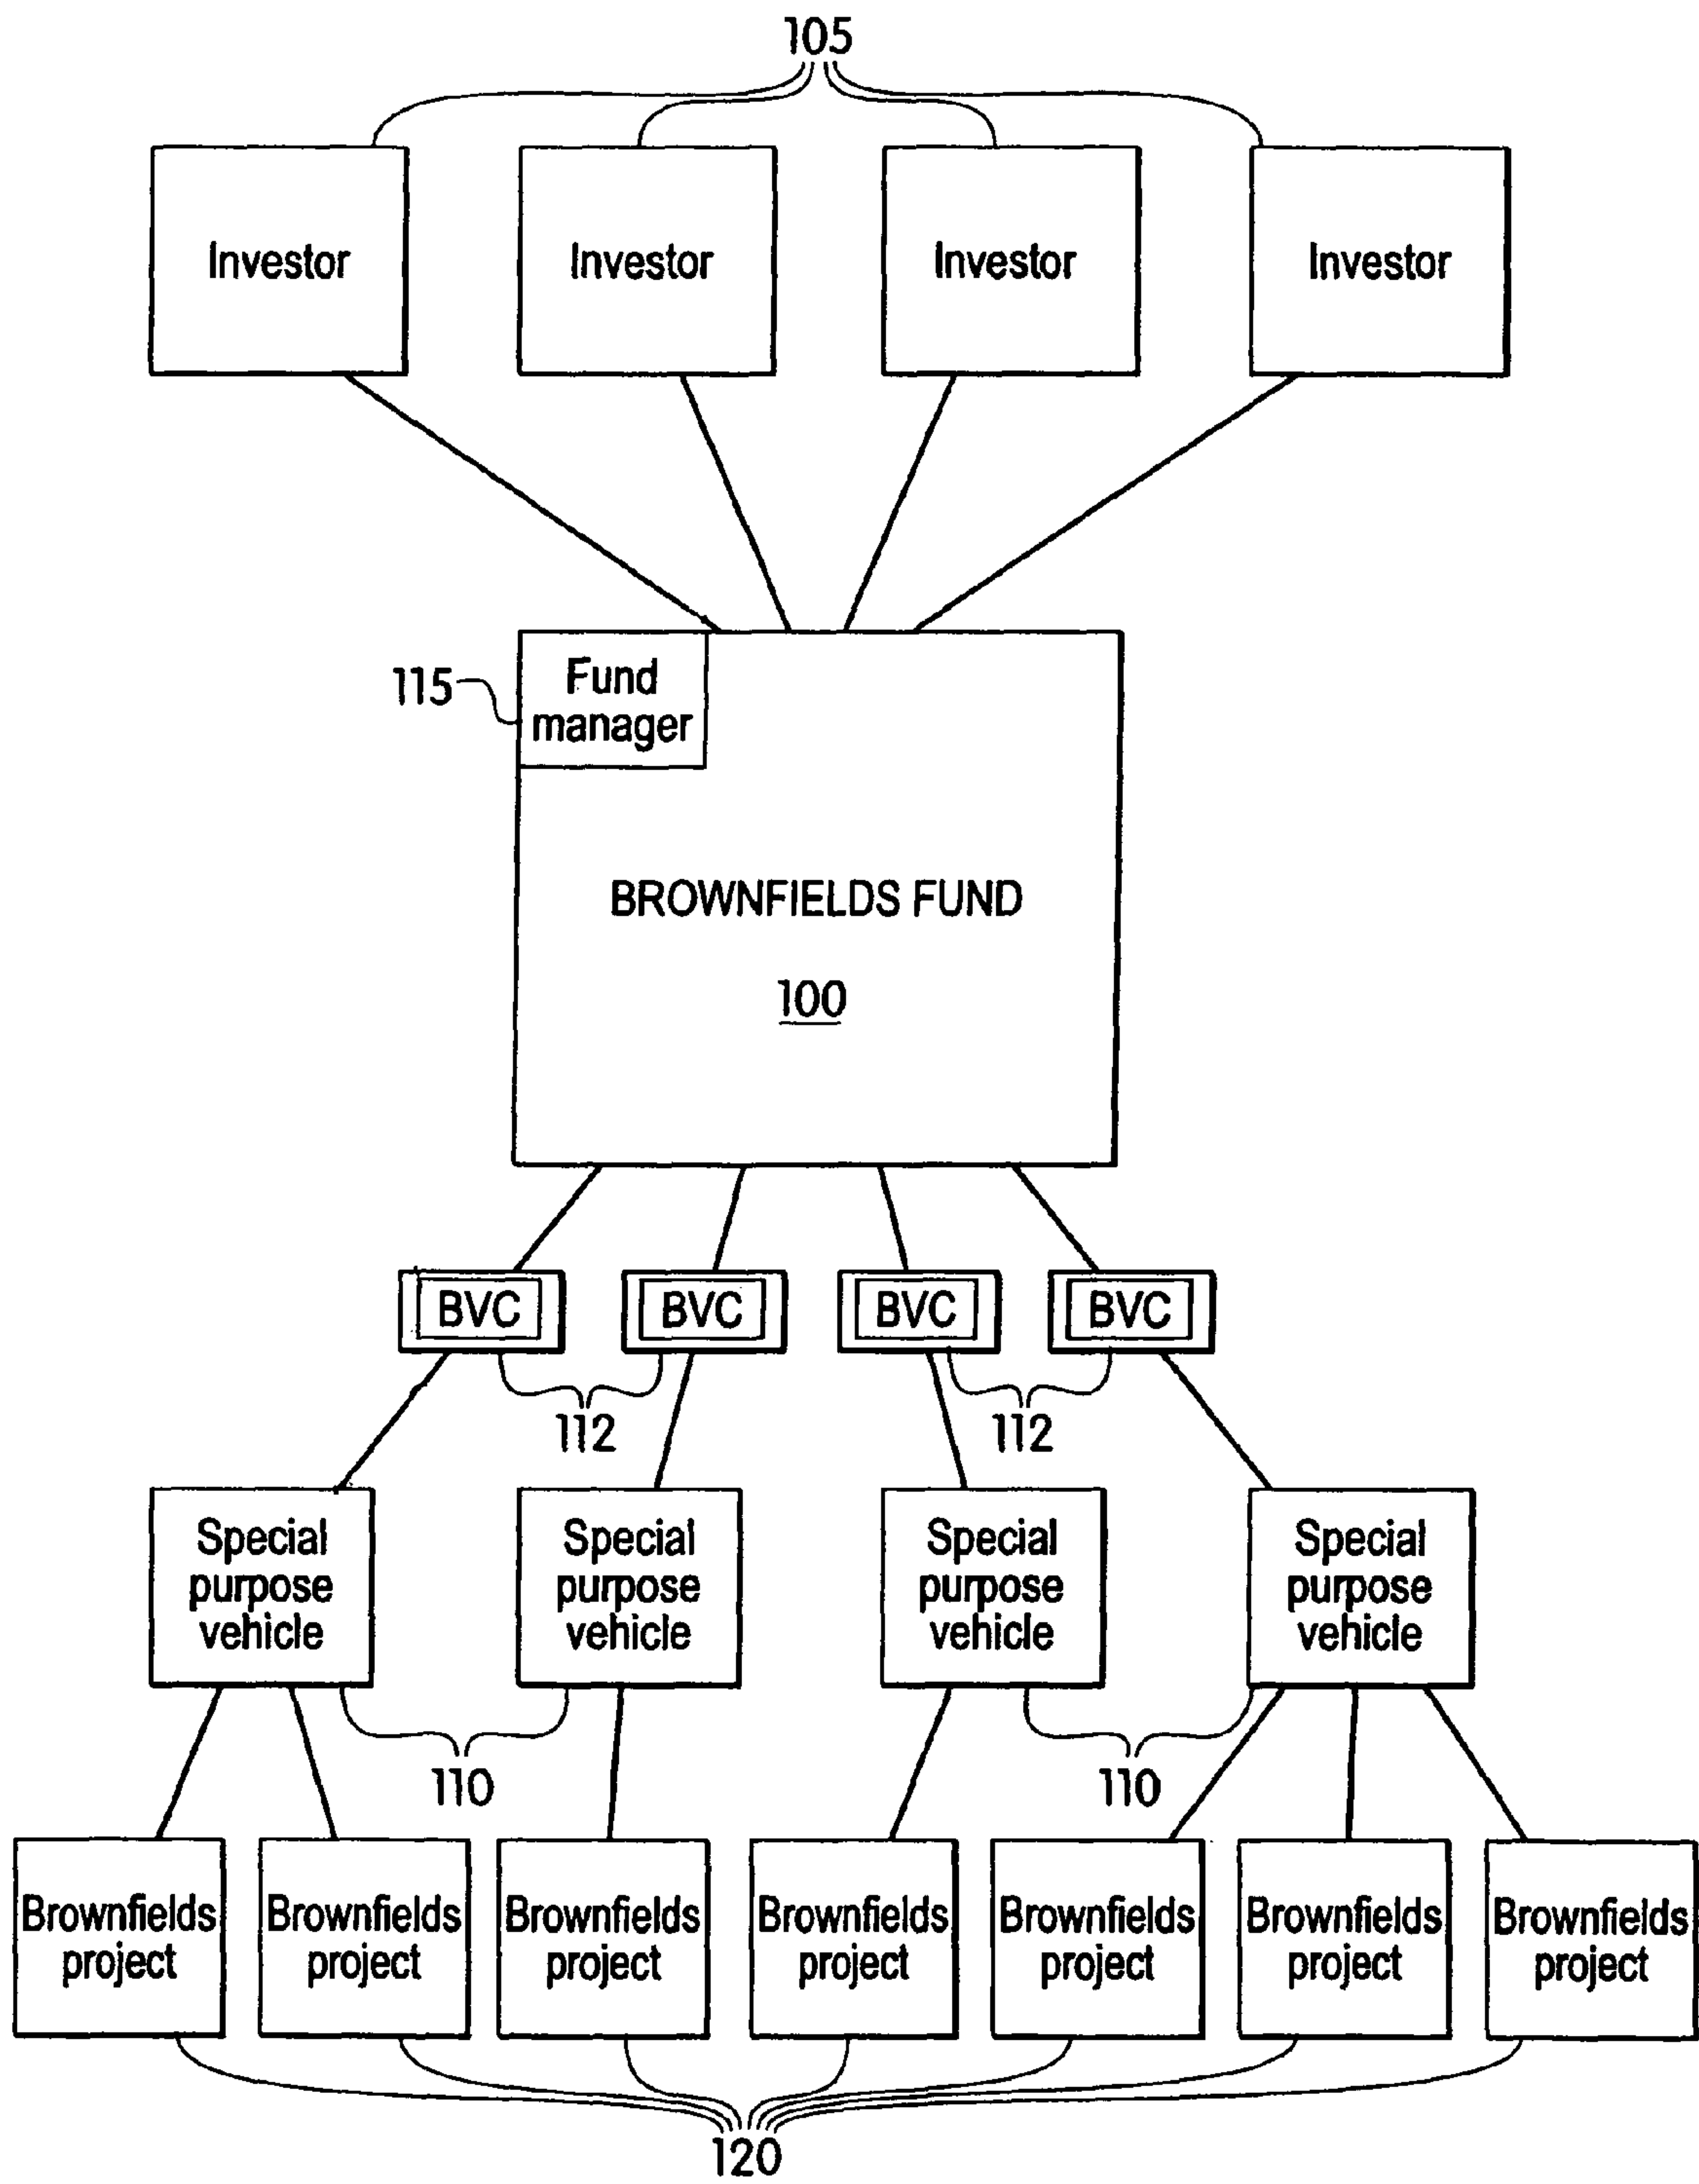 105
Investor
Investor
Investor
Investor
115
Fund
manager
BROWNFIELDS FUND
100
BVC
BVC
BVC
BVC
112
112
Special
purpose
vehicle
Special
purpose
vehicle
Special
purpose
vehicle
Special
purpose
vehicle
110
110
Brownfields
project
Brownfields
project
Brownfields
project
Brownfields
project
Brownfields
project
Brownfields
project
Brownfields
project
120